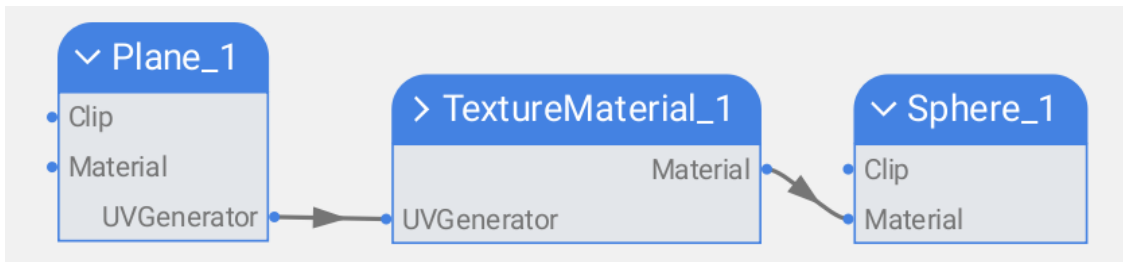 Plane_1
Clip
Material
UVGenerator
TextureMaterial_1
Material
UVGenerator
Sphere_1
Clip
Material